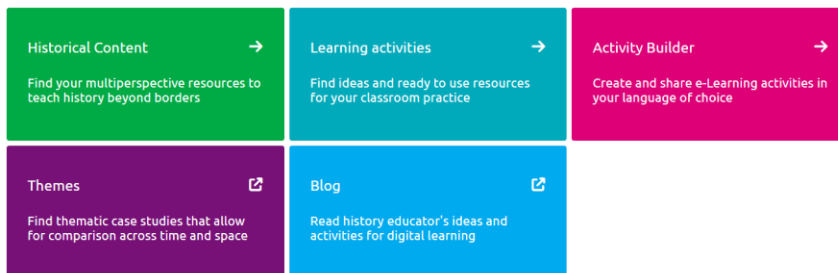 Historical Content
Find your multiperspective resources to
teach history beyond borders
Learning activities
Find ideas and ready to use resources
for your classroom practice
Activity Builder
Create and share e-Learning activities in
your language of choice
Themes
Find thematic case studies that allow
for comparison across time and space
Blog
Read history educator's ideas and
activities for digital learning